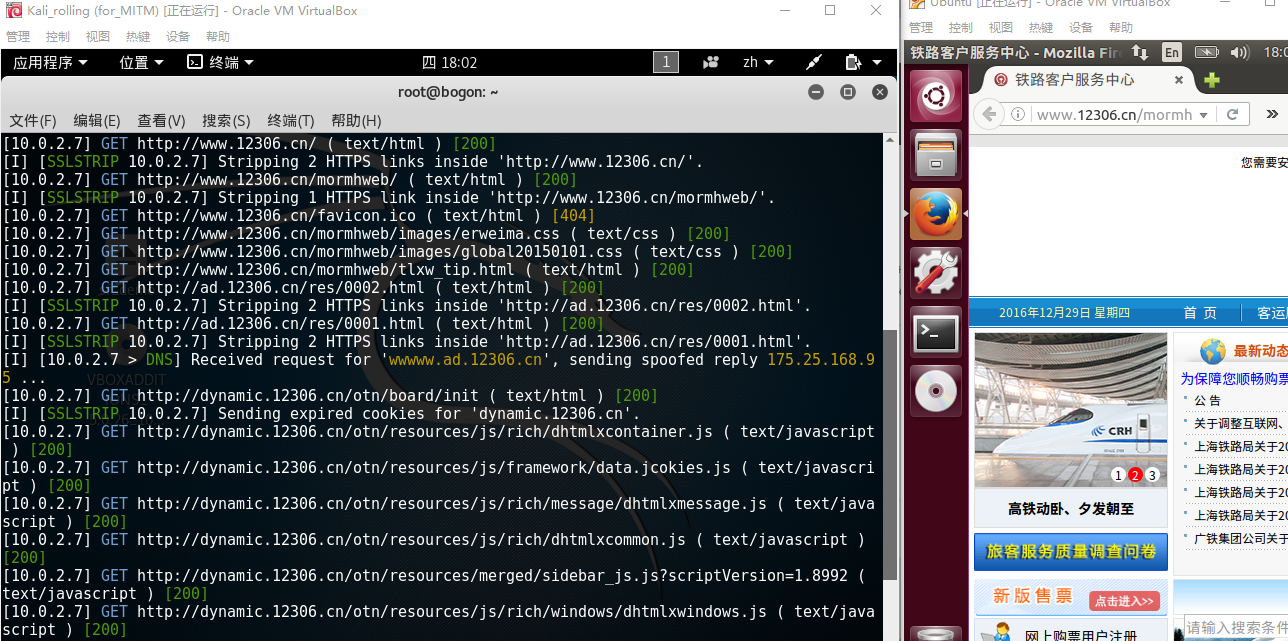 Kali_rolling (for_MITM) [正在运行] - Oracle VM VirtualBox
管理 控制 视图 热键 设备 帮助
应用程序 位置 终端 四 18:02 1 zh
root@bogon: ~
文件(F) 编辑(E) 查看(V) 搜索(S) 终端(T) 帮助(H)
[10.0.2.7] GET http://www.12306.cn/ ( text/html ) [200]
[I] [SSLSTRIP 10.0.2.7] Stripping 2 HTTPS links inside 'http://www.12306.cn/'.
[10.0.2.7] GET http://www.12306.cn/mormhweb/ ( text/html ) [200]
[I] [SSLSTRIP 10.0.2.7] Stripping 1 HTTPS link inside 'http://www.12306.cn/mormhweb/'.
[10.0.2.7] GET http://www.12306.cn/favicon.ico ( text/html ) [404]
[10.0.2.7] GET http://www.12306.cn/mormhweb/images/erweima.css ( text/css ) [200]
[10.0.2.7] GET http://www.12306.cn/mormhweb/images/global20150101.css ( text/css ) [200]
[10.0.2.7] GET http://www.12306.cn/mormhweb/tlxw_tip.html ( text/html ) [200]
[10.0.2.7] GET http://ad.12306.cn/res/0002.html ( text/html ) [200]
[I] [SSLSTRIP 10.0.2.7] Stripping 2 HTTPS links inside 'http://ad.12306.cn/res/0002.html'.
[10.0.2.7] GET http://ad.12306.cn/res/0001.html ( text/html ) [200]
[I] [SSLSTRIP 10.0.2.7] Stripping 2 HTTPS links inside 'http://ad.12306.cn/res/0001.html'.
[I] [10.0.2.7 > DNS] Received request for 'wwwww.ad.12306.cn', sending spoofed reply 175.25.168.9
5 ...
VBOXADDIT
[10.0.2.7] GET http://dynamic.12306.cn/otn/board/init ( text/html ) [200]
[I] [SSLSTRIP 10.0.2.7] Sending expired cookies for 'dynamic.12306.cn'.
[10.0.2.7] GET http://dynamic.12306.cn/otn/resources/js/rich/dhtmlxcontainer.js ( text/javascript
) [200]
[10.0.2.7] GET http://dynamic.12306.cn/otn/resources/js/framework/data.jcokies.js ( text/javascri
pt ) [200]
[10.0.2.7] GET http://dynamic.12306.cn/otn/resources/js/rich/message/dhtmlxmessage.js ( text/java
script ) [200]
[10.0.2.7] GET http://dynamic.12306.cn/otn/resources/js/rich/dhtmlxcommon.js ( text/javascript )
[200]
[10.0.2.7] GET http://dynamic.12306.cn/otn/resources/merged/sidebar_js.js?scriptVersion=1.8992 (
text/javascript ) [200]
[10.0.2.7] GET http://dynamic.12306.cn/otn/resources/js/rich/windows/dhtmlxwindows.js ( text/java
script ) [200]
Ubuntu [正在运行] - Oracle VM VirtualBox
管理 控制 视图 热键 设备 帮助
铁路客户服务中心 - Mozilla Fire En 18:0
铁路客户服务中心
www.12306.cn/mormh
您需要安
2016年12月29日 星期四 首 页 客运
CRH
1 2 3
高铁动卧、夕发朝至
旅客服务质量调查问卷
新版售票 点击进入>>
网上购票用户注册
最新动态
为保障您顺畅购票
公 告
关于调整互联网、
上海铁路局关于20
上海铁路局关于20
上海铁路局关于20
上海铁路局关于20
广铁集团公司关于
请输入搜索条件